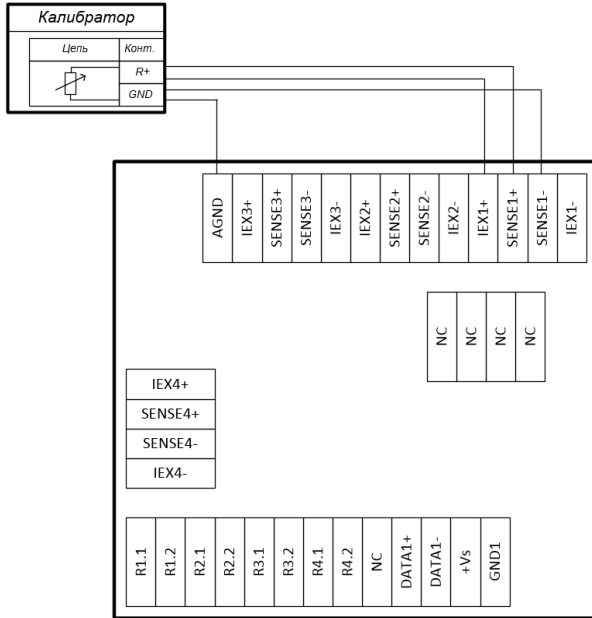 Калибратор
Цепь Конт.
R+
GND
AGND IEX3+ SENSE3+ SENSE3- IEX3- IEX2+ SENSE2+ SENSE2- IEX2- IEX1+ SENSE1+ SENSE1- IEX1-
NC NC NC NC
IEX4+
SENSE4+
SENSE4-
IEX4-
R1.1 R1.2 R2.1 R2.2 R3.1 R3.2 R4.1 R4.2 NC DATA1+ DATA1- +Vs GND1